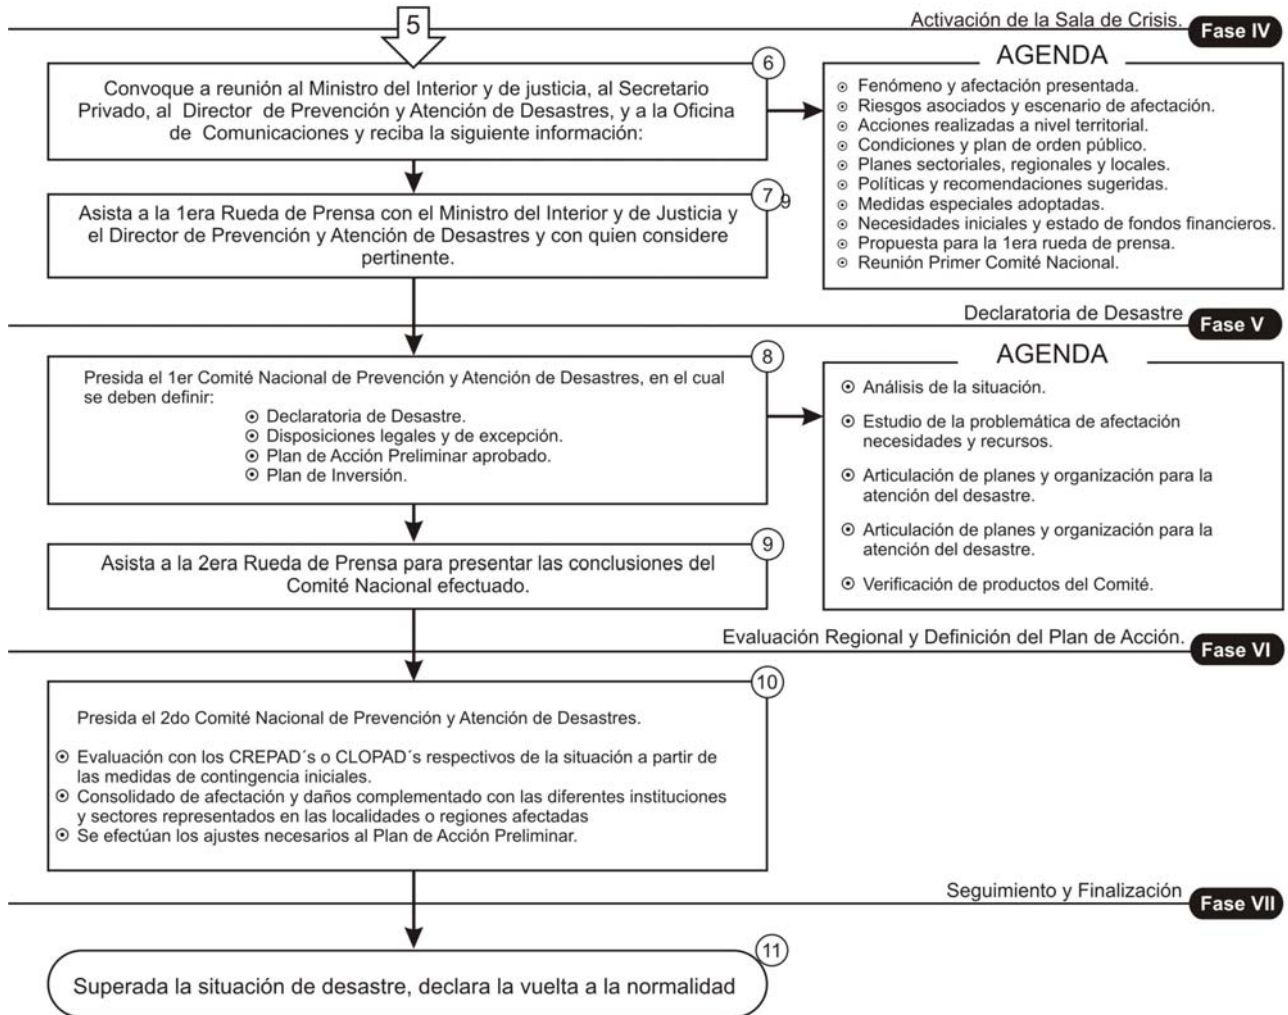 5
Activación de la Sala de Crisis.
Fase IV
6
Convoque a reunión al Ministro del Interior y de justicia, al Secretario
Privado, al Director de Prevención y Atención de Desastres, y a la Oficina
de Comunicaciones y reciba la siguiente información:
AGENDA
Fenómeno y afectación presentada.
Riesgos asociados y escenario de afectación.
Acciones realizadas a nivel territorial.
Condiciones y plan de orden público.
Planes sectoriales, regionales y locales.
Políticas y recomendaciones sugeridas.
Medidas especiales adoptadas.
Necesidades iniciales y estado de fondos financieros.
Propuesta para la 1era rueda de prensa.
Reunión Primer Comité Nacional.
7
9
Asista a la 1era Rueda de Prensa con el Ministro del Interior y de Justicia y
el Director de Prevención y Atención de Desastres y con quien considere
pertinente.
Declaratoria de Desastre
Fase V
8
Presida el 1er Comité Nacional de Prevención y Atención de Desastres, en el cual
se deben definir:
Declaratoria de Desastre.
Disposiciones legales y de excepción.
Plan de Acción Preliminar aprobado.
Plan de Inversión.
AGENDA
Análisis de la situación.
Estudio de la problemática de afectación
necesidades y recursos.
Articulación de planes y organización para la
atención del desastre.
Articulación de planes y organización para la
atención del desastre.
Verificación de productos del Comité.
9
Asista a la 2era Rueda de Prensa para presentar las conclusiones del
Comité Nacional efectuado.
Evaluación Regional y Definición del Plan de Acción.
Fase VI
10
Presida el 2do Comité Nacional de Prevención y Atención de Desastres.
Evaluación con los CREPAD´s o CLOPAD´s respectivos de la situación a partir de
las medidas de contingencia iniciales.
Consolidado de afectación y daños complementado con las diferentes instituciones
y sectores representados en las localidades o regiones afectadas
Se efectúan los ajustes necesarios al Plan de Acción Preliminar.
Seguimiento y Finalización
Fase VII
11
Superada la situación de desastre, declara la vuelta a la normalidad